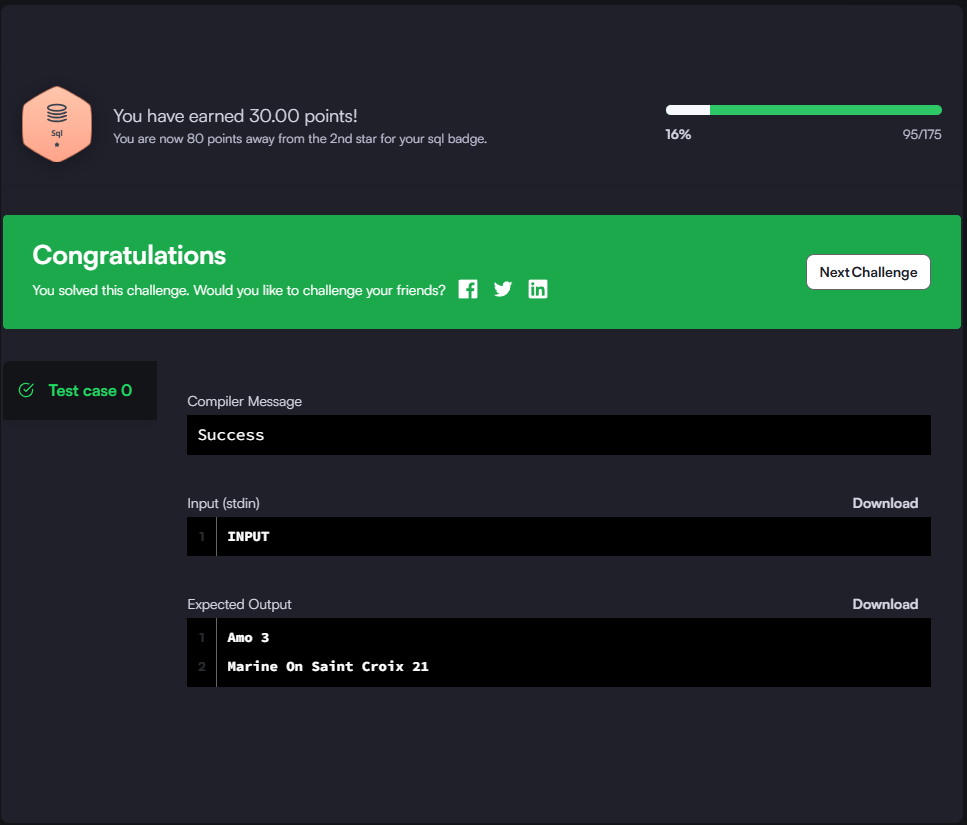 Sql
You have earned 30.00 points!
You are now 80 points away from the 2nd star for your sql badge.
16%
95/175
Congratulations
You solved this challenge. Would you like to challenge your friends?
Next Challenge
Test case 0
Compiler Message
Success
Input (stdin)
Download
1 INPUT
Expected Output
Download
1 Amo 3
2 Marine On Saint Croix 21